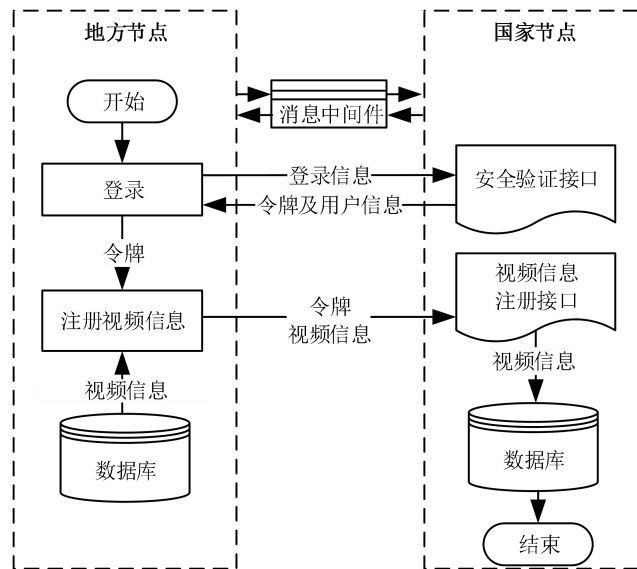 地方节点
国家节点
开始
消息中间件
登录
登录信息
令牌及用户信息
安全验证接口
令牌
注册视频信息
令牌
视频信息
视频信息
注册接口
视频信息
视频信息
数据库
数据库
结束